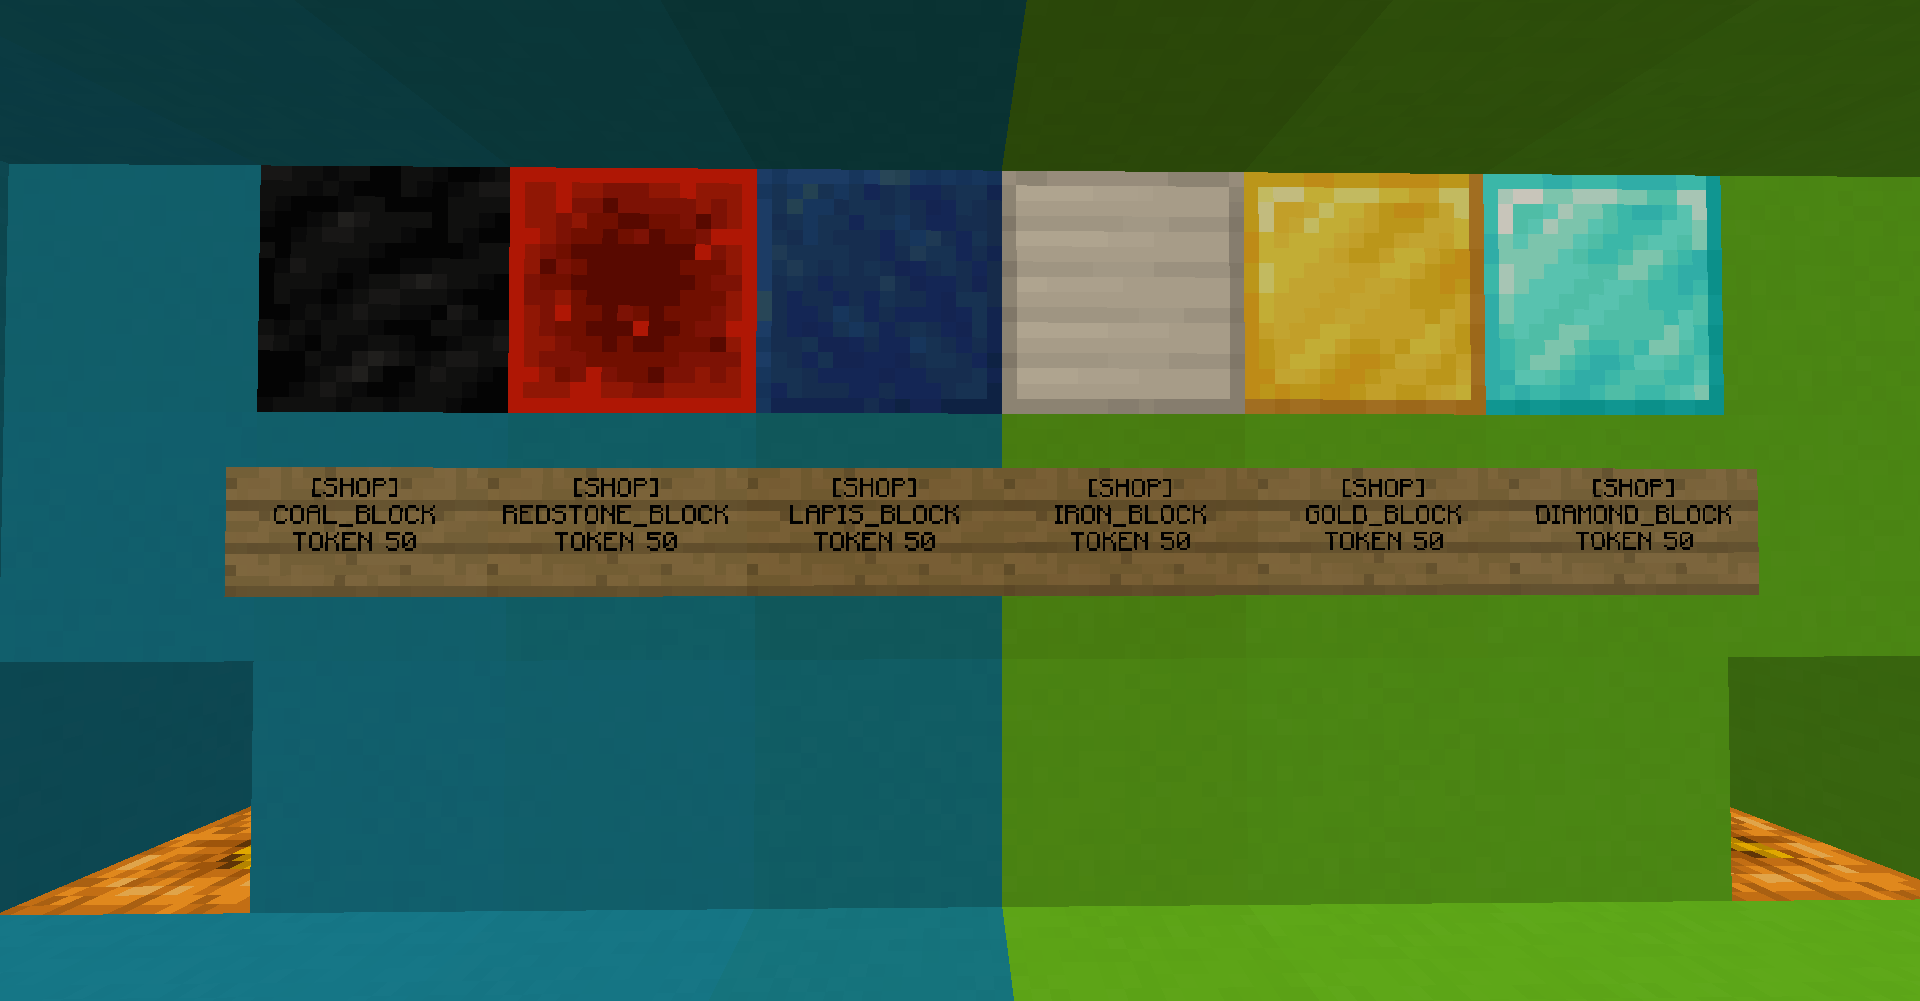 [SHOP]
COAL_BLOCK
TOKEN 50
[SHOP]
REDSTONE_BLOCK
TOKEN 50
[SHOP]
LAPIS_BLOCK
TOKEN 50
[SHOP]
IRON_BLOCK
TOKEN 50
[SHOP]
GOLD_BLOCK
TOKEN 50
[SHOP]
DIAMOND_BLOCK
TOKEN 50